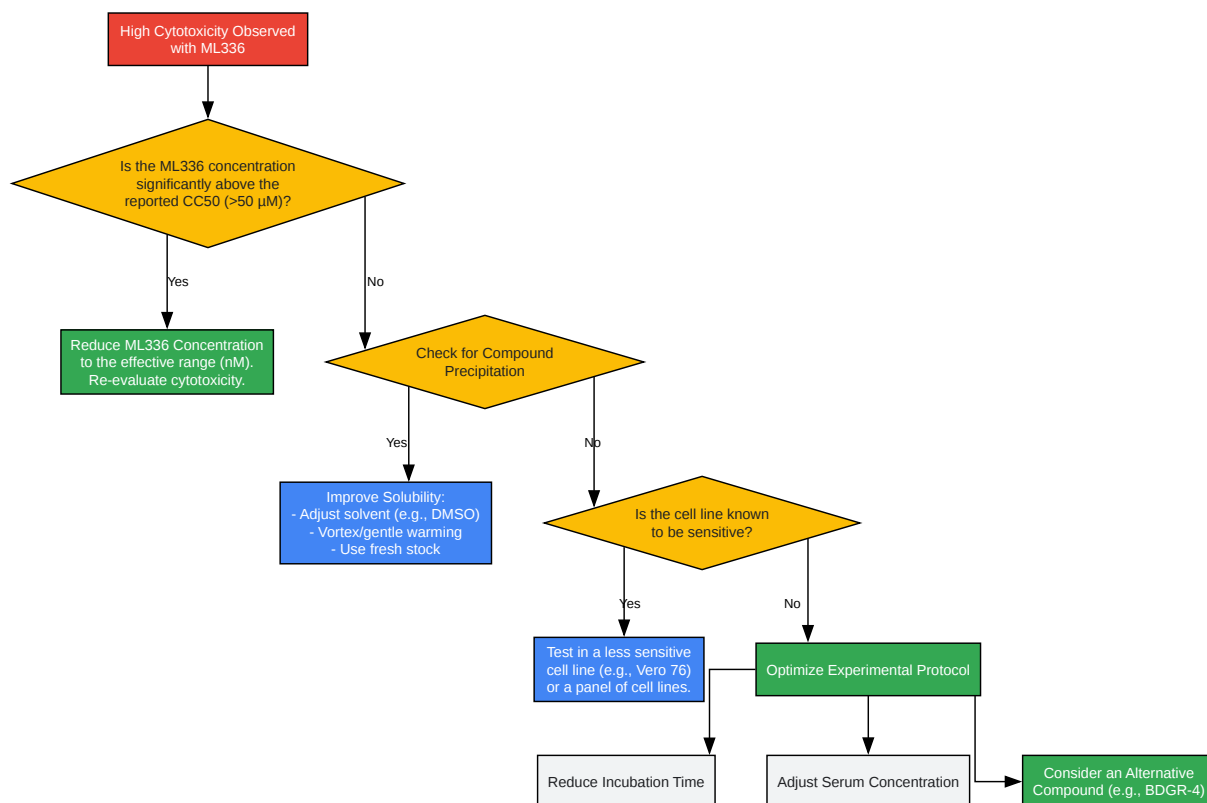 High Cytotoxicity Observed
with ML336
Is the ML336 concentration
significantly above the
reported CC50 (>50 µM)?
Yes
No
Reduce ML336 Concentration
to the effective range (nM).
Re-evaluate cytotoxicity.
Check for Compound
Precipitation
Yes
No
Improve Solubility:
- Adjust solvent (e.g., DMSO)
- Vortex/gentle warming
- Use fresh stock
Is the cell line known
to be sensitive?
Yes
No
Test in a less sensitive
cell line (e.g., Vero 76)
or a panel of cell lines.
Optimize Experimental Protocol
Reduce Incubation Time
Adjust Serum Concentration
Consider an Alternative
Compound (e.g., BDGR-4)